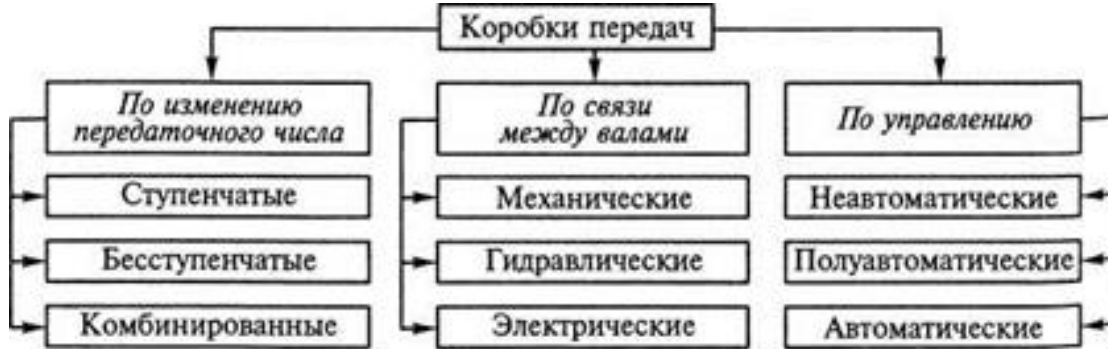 Коробки передач
По изменению
передаточного числа
Ступенчатые
Бесступенчатые
Комбинированные
По связи
между валами
Механические
Гидравлические
Электрические
По управлению
Неавтоматические
Полуавтоматические
Автоматические